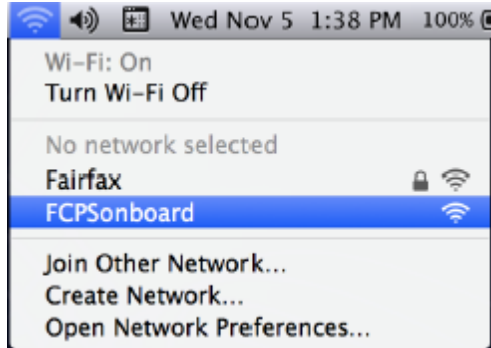 Wed Nov 5 1:38 PM 100%
Wi-Fi: On
Turn Wi-Fi Off
No network selected
Fairfax
FCPSonboard
Join Other Network...
Create Network...
Open Network Preferences...